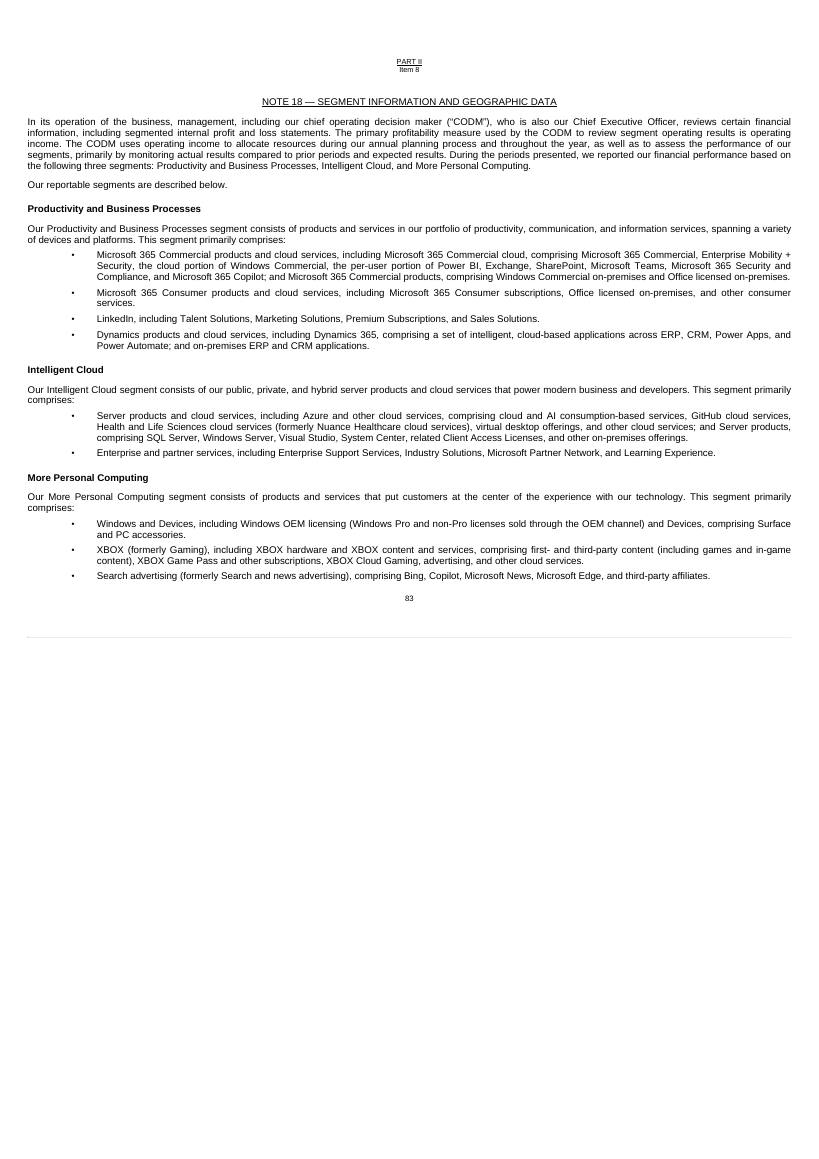 PART II
Item 8
NOTE 18 — SEGMENT INFORMATION AND GEOGRAPHIC DATA
In its operation of the business, management, including our chief operating decision maker (“CODM”), who is also our Chief Executive Officer, reviews certain financial
information, including segmented internal profit and loss statements. The primary profitability measure used by the CODM to review segment operating results is operating
income. The CODM uses operating income to allocate resources during our annual planning process and throughout the year, as well as to assess the performance of our
segments, primarily by monitoring actual results compared to prior periods and expected results. During the periods presented, we reported our financial performance based on
the following three segments: Productivity and Business Processes, Intelligent Cloud, and More Personal Computing.
Our reportable segments are described below.
Productivity and Business Processes
Our Productivity and Business Processes segment consists of products and services in our portfolio of productivity, communication, and information services, spanning a variety
of devices and platforms. This segment primarily comprises:
• Microsoft 365 Commercial products and cloud services, including Microsoft 365 Commercial cloud, comprising Microsoft 365 Commercial, Enterprise Mobility +
Security, the cloud portion of Windows Commercial, the per-user portion of Power BI, Exchange, SharePoint, Microsoft Teams, Microsoft 365 Security and
Compliance, and Microsoft 365 Copilot; and Microsoft 365 Commercial products, comprising Windows Commercial on-premises and Office licensed on-premises.
• Microsoft 365 Consumer products and cloud services, including Microsoft 365 Consumer subscriptions, Office licensed on-premises, and other consumer
services.
• LinkedIn, including Talent Solutions, Marketing Solutions, Premium Subscriptions, and Sales Solutions.
• Dynamics products and cloud services, including Dynamics 365, comprising a set of intelligent, cloud-based applications across ERP, CRM, Power Apps, and
Power Automate; and on-premises ERP and CRM applications.
Intelligent Cloud
Our Intelligent Cloud segment consists of our public, private, and hybrid server products and cloud services that power modern business and developers. This segment primarily
comprises:
• Server products and cloud services, including Azure and other cloud services, comprising cloud and AI consumption-based services, GitHub cloud services,
Health and Life Sciences cloud services (formerly Nuance Healthcare cloud services), virtual desktop offerings, and other cloud services; and Server products,
comprising SQL Server, Windows Server, Visual Studio, System Center, related Client Access Licenses, and other on-premises offerings.
• Enterprise and partner services, including Enterprise Support Services, Industry Solutions, Microsoft Partner Network, and Learning Experience.
More Personal Computing
Our More Personal Computing segment consists of products and services that put customers at the center of the experience with our technology. This segment primarily
comprises:
• Windows and Devices, including Windows OEM licensing (Windows Pro and non-Pro licenses sold through the OEM channel) and Devices, comprising Surface
and PC accessories.
• XBOX (formerly Gaming), including XBOX hardware and XBOX content and services, comprising first- and third-party content (including games and in-game
content), XBOX Game Pass and other subscriptions, XBOX Cloud Gaming, advertising, and other cloud services.
• Search advertising (formerly Search and news advertising), comprising Bing, Copilot, Microsoft News, Microsoft Edge, and third-party affiliates.
83